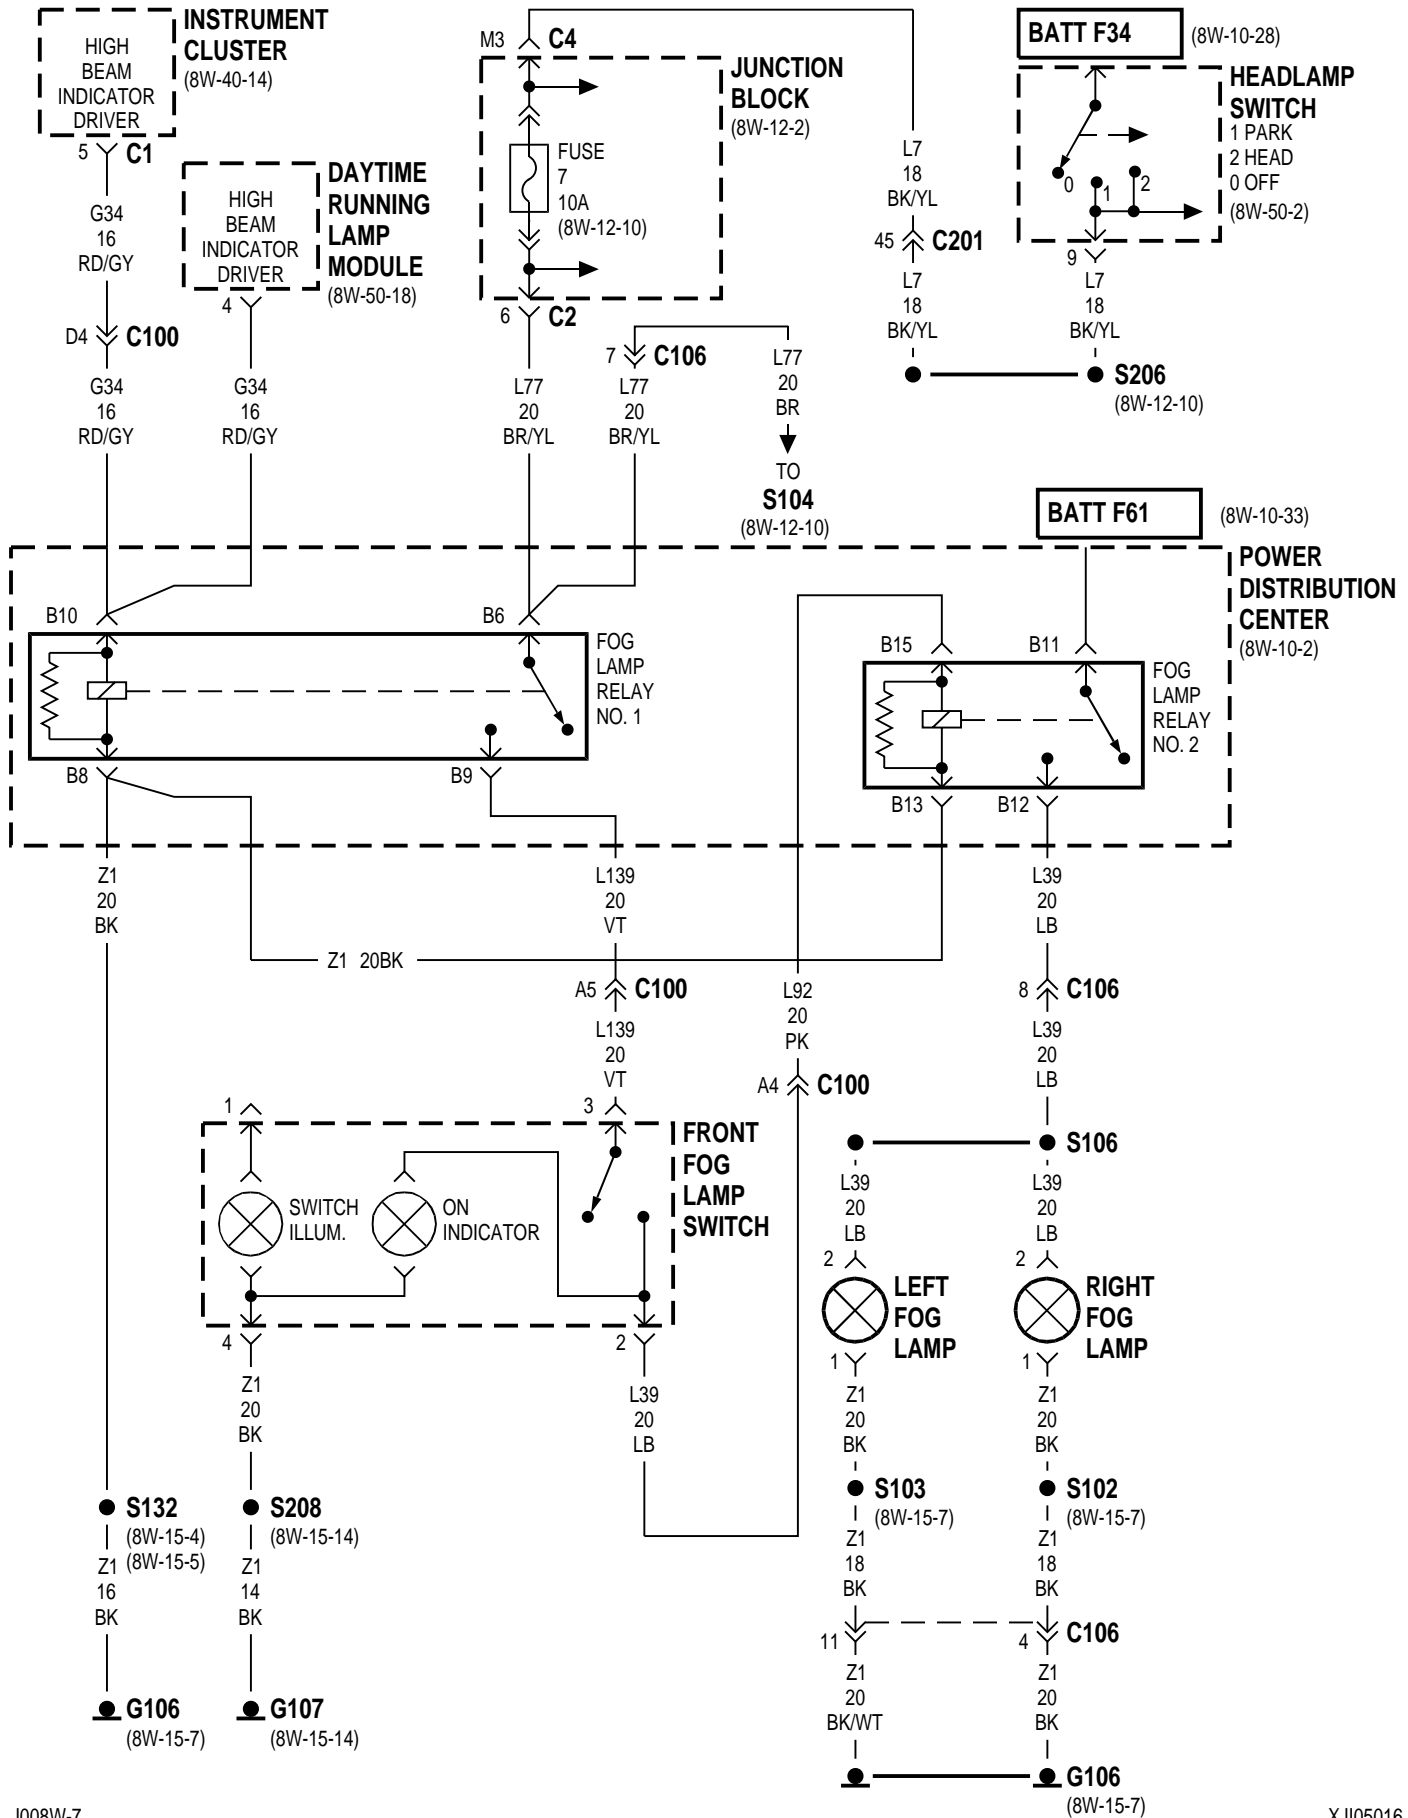 INSTRUMENT
CLUSTER
(8W-40-14)
HIGH
BEAM
INDICATOR
DRIVER
5
C1
G34
16
RD/GY
D4
C100
G34
16
RD/GY
DAYTIME
RUNNING
LAMP
MODULE
(8W-50-18)
HIGH
BEAM
INDICATOR
DRIVER
4
G34
16
RD/GY
M3
C4
JUNCTION
BLOCK
(8W-12-2)
FUSE
7
10A
(8W-12-10)
6
C2
L77
20
BR/YL
7
C106
L77
20
BR/YL
L77
20
BR
TO
S104
(8W-12-10)
L7
18
BK/YL
45
C201
L7
18
BK/YL
BATT F34
(8W-10-28)
HEADLAMP
SWITCH
1 PARK
2 HEAD
0 OFF
(8W-50-2)
0
1
2
9
L7
18
BK/YL
S206
(8W-12-10)
BATT F61
(8W-10-33)
POWER
DISTRIBUTION
CENTER
(8W-10-2)
B10
B6
FOG
LAMP
RELAY
NO. 1
B8
B9
B15
B11
FOG
LAMP
RELAY
NO. 2
B13
B12
Z1
20
BK
L139
20
VT
L39
20
LB
Z1 20BK
A5
C100
L139
20
VT
L92
20
PK
A4
C100
8
C106
L39
20
LB
1
3
FRONT
FOG
LAMP
SWITCH
SWITCH
ILLUM.
ON
INDICATOR
4
2
Z1
20
BK
L39
20
LB
S106
L39
20
LB
L39
20
LB
2
LEFT
FOG
LAMP
2
RIGHT
FOG
LAMP
1
1
Z1
20
BK
Z1
20
BK
S132
(8W-15-4)
(8W-15-5)
S208
(8W-15-14)
S103
(8W-15-7)
S102
(8W-15-7)
Z1
16
BK
Z1
14
BK
Z1
18
BK
Z1
18
BK
11
4
C106
Z1
20
BK/WT
Z1
20
BK
G106
(8W-15-7)
G107
(8W-15-14)
G106
(8W-15-7)
J008W-7
XJI05016